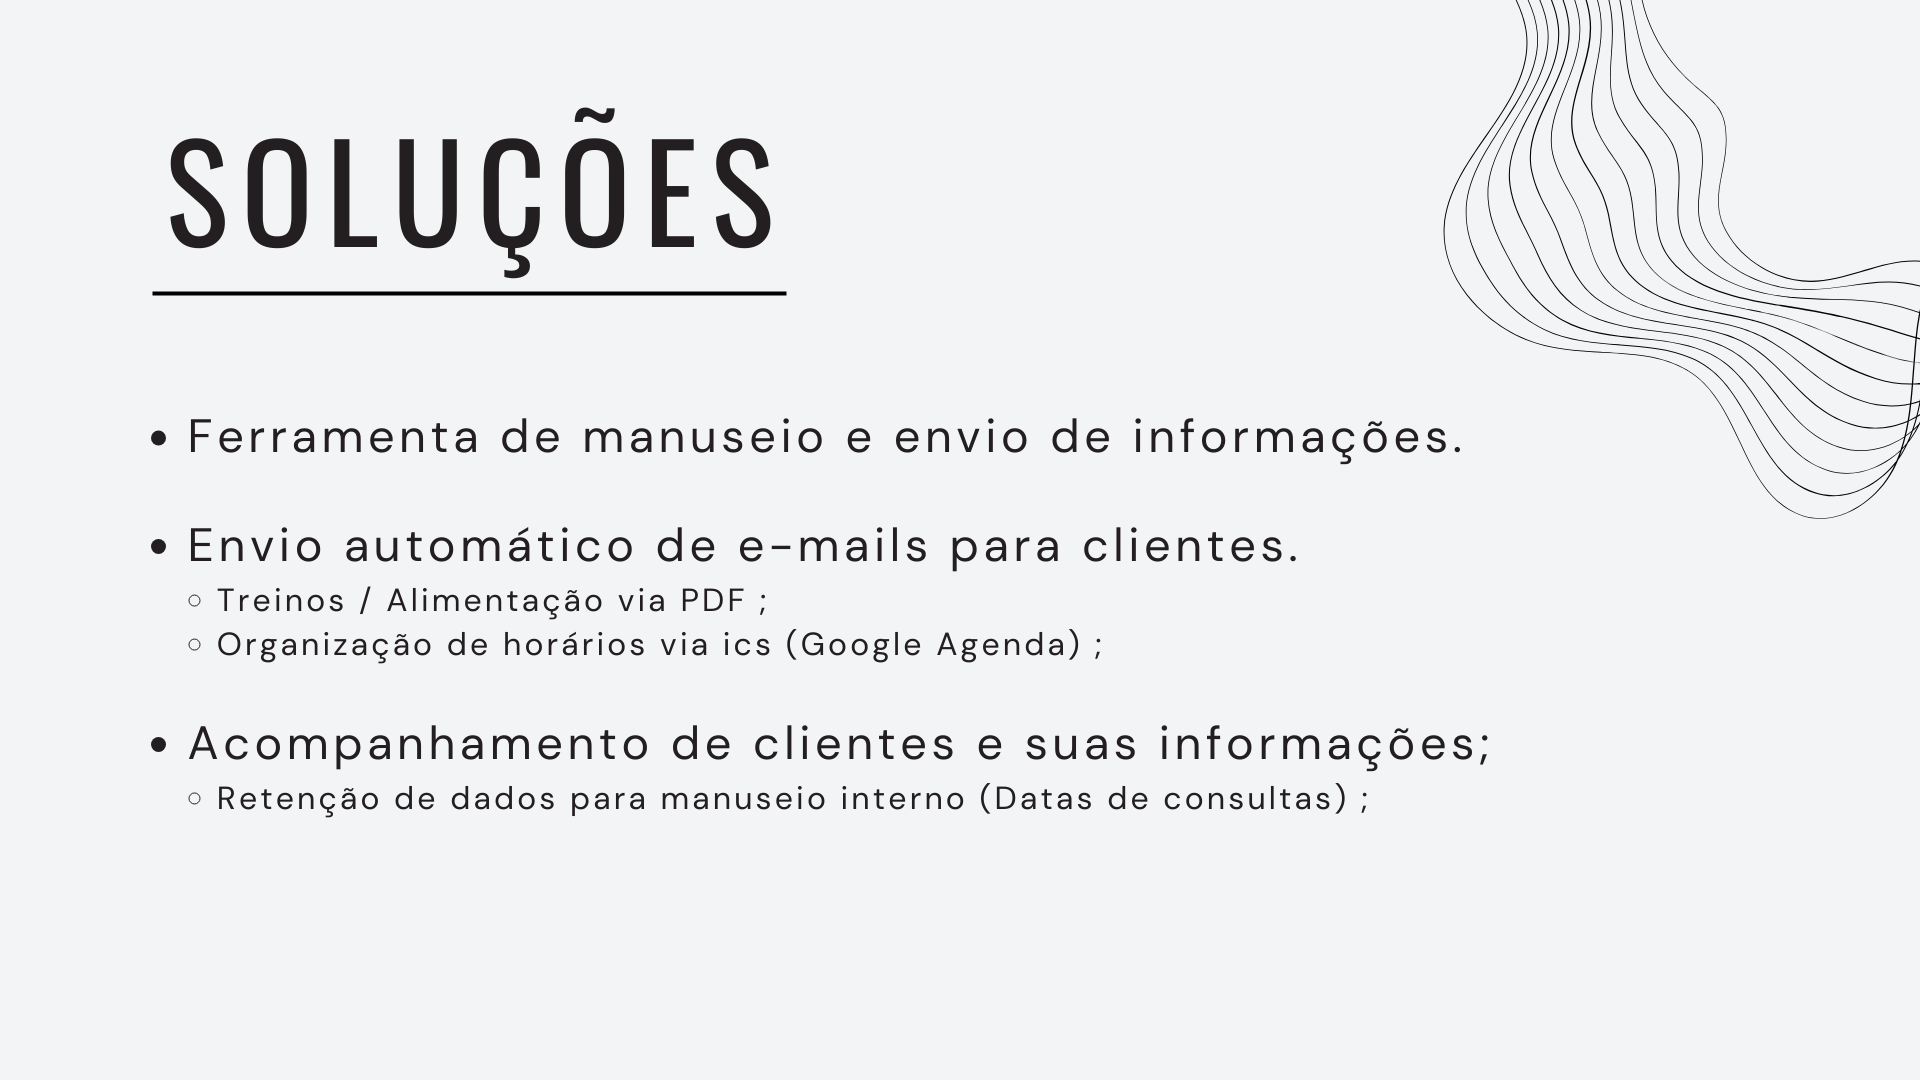 SOLUÇÕES
• Ferramenta de manuseio e envio de informações.
• Envio automático de e-mails para clientes.
◦ Treinos / Alimentação via PDF ;
◦ Organização de horários via ics (Google Agenda) ;
• Acompanhamento de clientes e suas informações;
◦ Retenção de dados para manuseio interno (Datas de consultas) ;